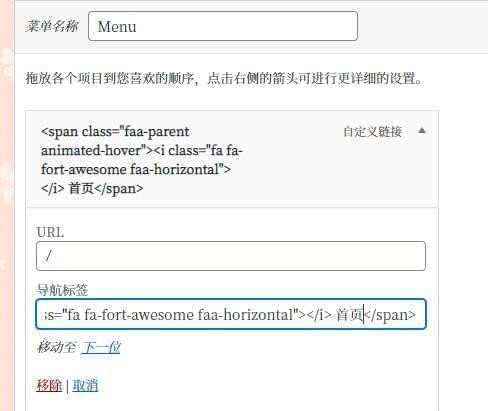 菜单名称 Menu
拖放各个项目到您喜欢的顺序，点击右侧的箭头可进行更详细的设置。
<span class="faa-parent 自定义链接 ▲
animated-hover"><i class="fa fa-
fort-awesome faa-horizontal">
</i> 首页</span>
URL
/
导航标签
ss="fa fa-fort-awesome faa-horizontal"></i> 首页</span>
移动至 下一位
移除 | 取消